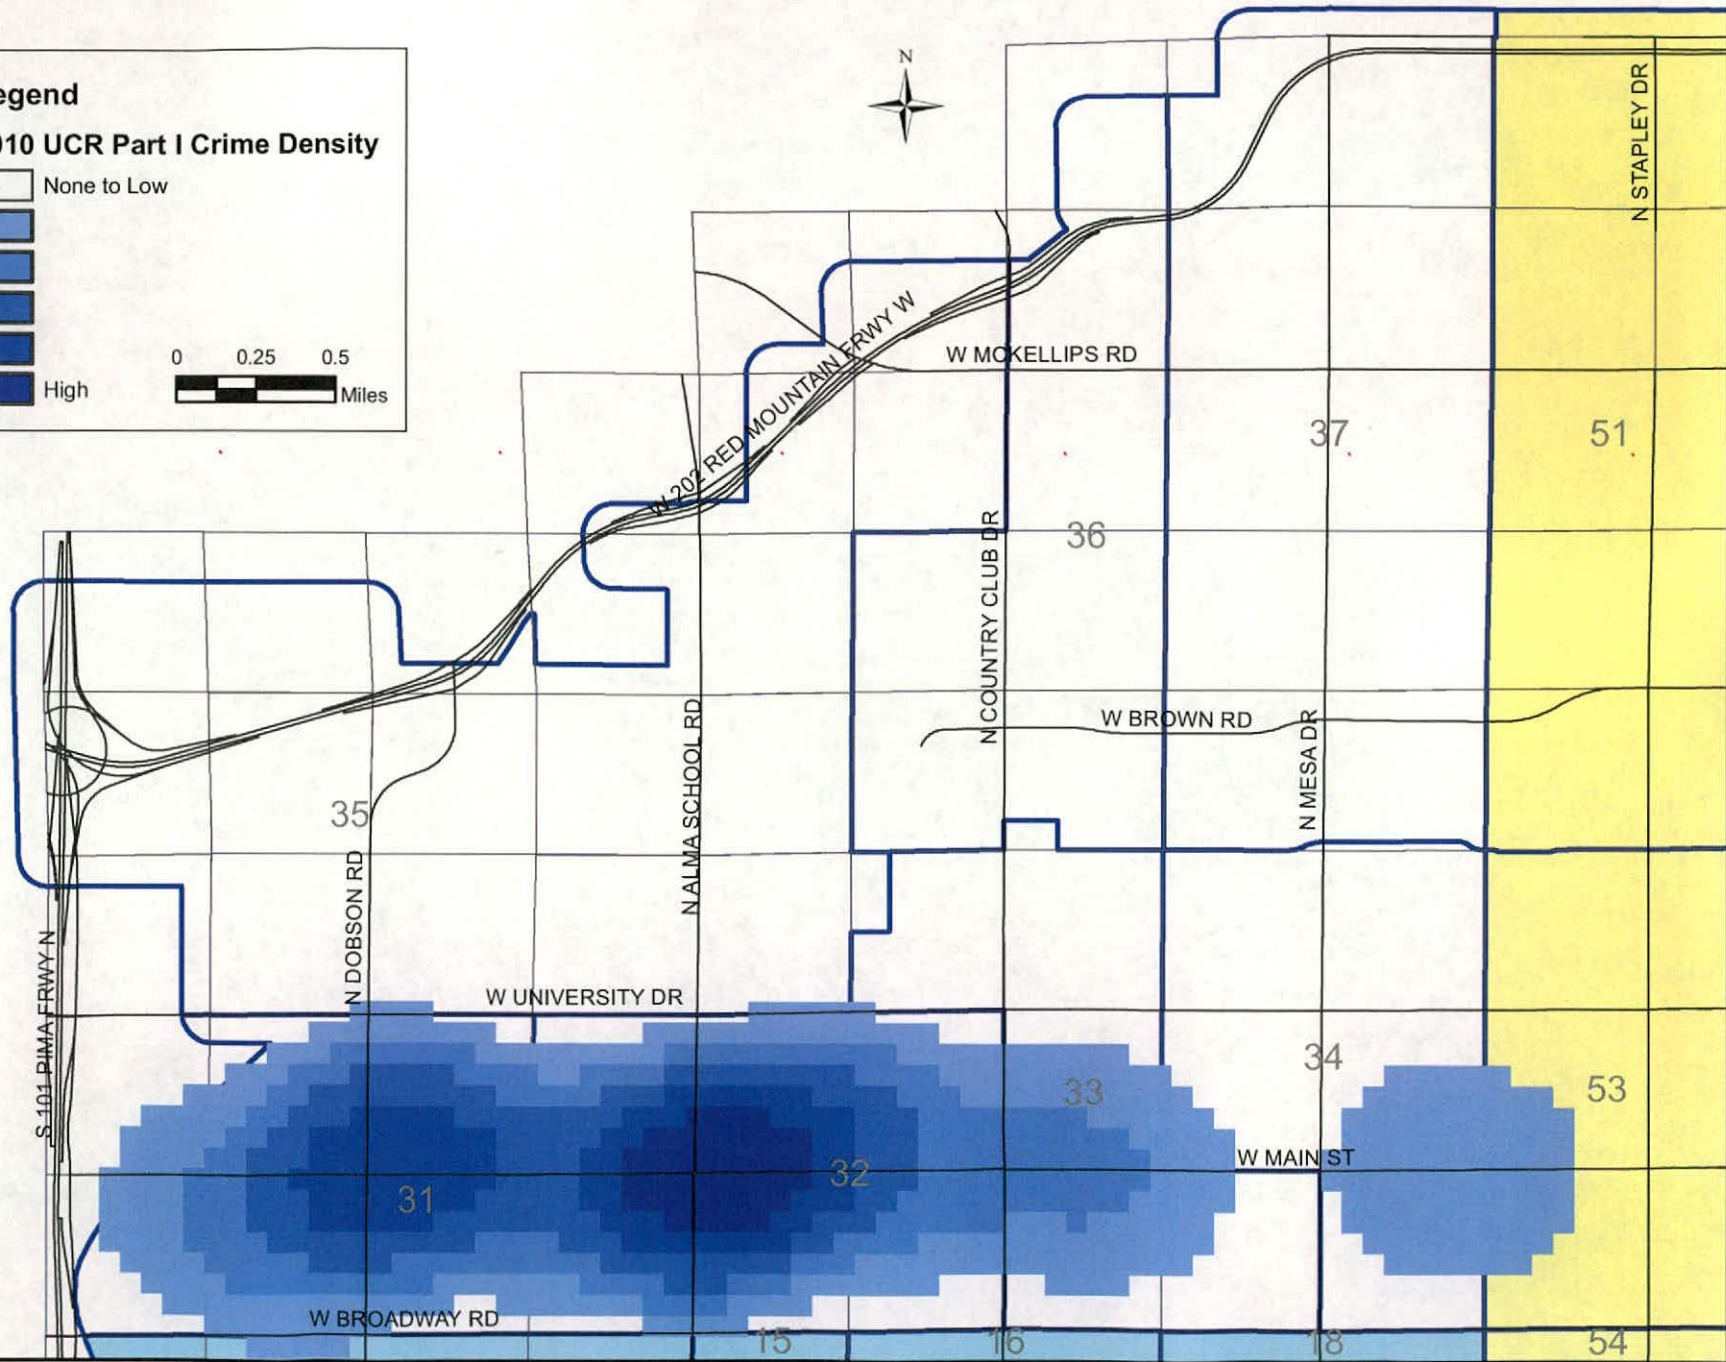 egend
010 UCR Part I Crime Density
None to Low
High
0 0.25 0.5
Miles
N
N STAPLEY DR
W 202 RED MOUNTAIN FRWY W
W MCKELLIPS RD
37
51
36
N COUNTRY CLUB DR
W BROWN RD
N MESA DR
N ALMA SCHOOL RD
35
N DOBSON RD
S 101 PIMA FRWY N
W UNIVERSITY DR
34
33
53
W MAIN ST
32
31
W BROADWAY RD
15
16
18
54